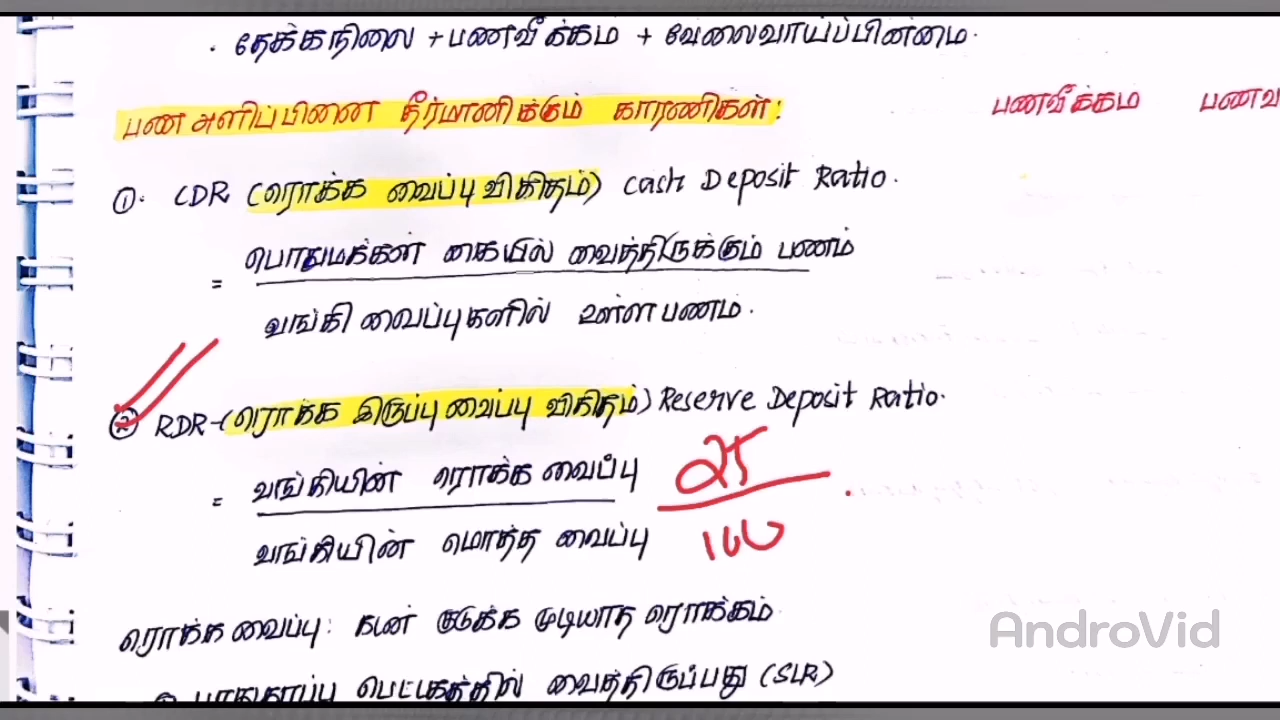 . தேக்கநிலை + பணவீக்கம் + வேலைவாய்ப்பின்மை.
பண அளிப்பினை தீர்மானிக்கும் காரணிகள்: பணவீக்கம்
①. CDR (ரொக்க வைப்பு விகிதம்) Cash Deposit Ratio.
பொதுமக்கள் கையில் வைத்திருக்கும் பணம்
=
வங்கி வைப்புகளில் உள்ள பணம்.
② RDR-(ரொக்க இருப்பு வைப்பு விகிதம்) Reserve Deposit Ratio.
வங்கியின் ரொக்க வைப்பு 25
=
வங்கியின் மொத்த வைப்பு 100
ரொக்க வைப்பு: கடன் கொடுக்க முடியாத ரொக்கம்
AndroVid
பாதுகாப்பு பெட்டகத்தில் வைத்திருப்பது (SLR)